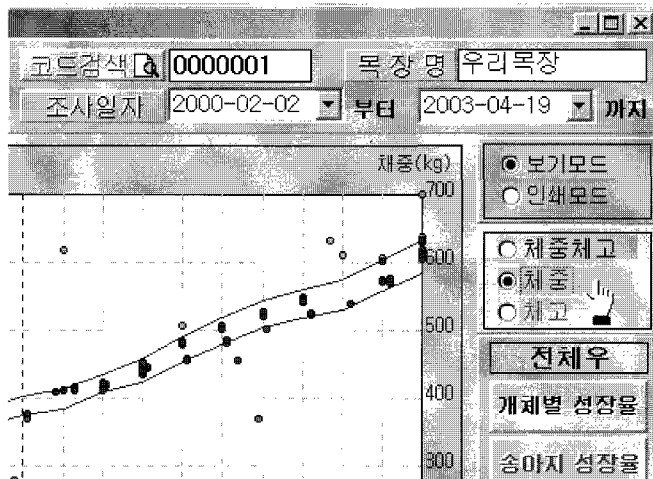 코드검색 0000001 목장명 우리목장
조사일자 2000-02-02 부터 2003-04-19 까지
채중(kg)
보기모드
인쇄모드
700
체중체고
600
체중
체고
500
전체우
400
개체별 성장율
300
송아지 성장율